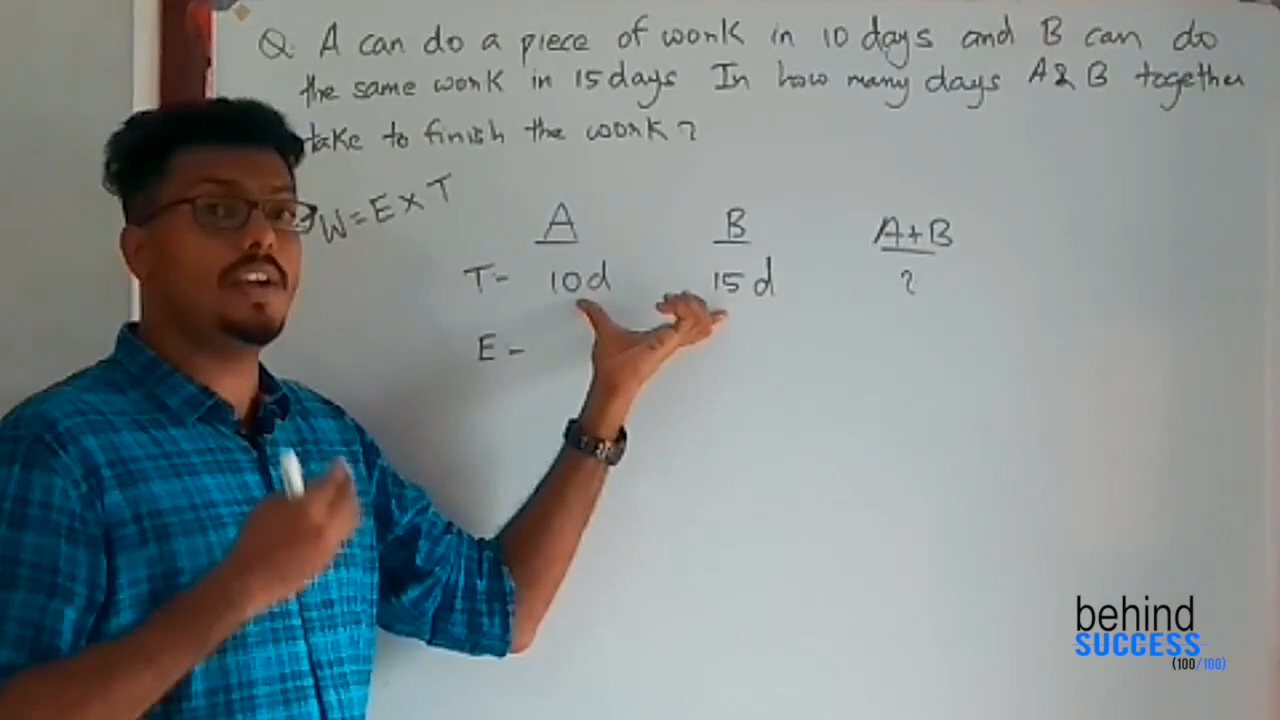 Q. A can do a piece of work in 10 days and B can do
the same work in 15 days In how many days A & B together
take to finish the work?
W = E × T
A B A+B
T- 10d 15d ?
E -
behind
SUCCESS
(100/100)